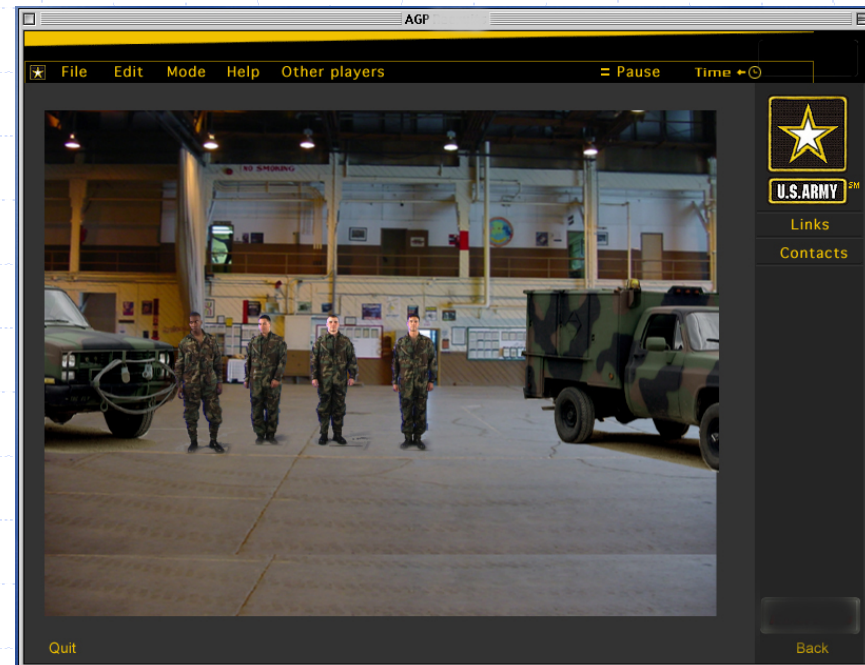 AGP
File Edit Mode Help Other players = Pause Time
U.S.ARMY SM
Links
Contacts
NO SMOKING
Quit
Back